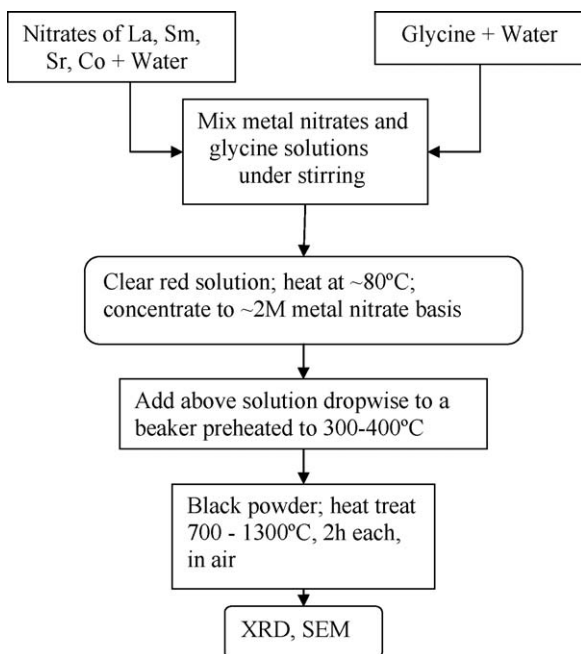 Nitrates of La, Sm,
Sr, Co + Water
Glycine + Water
Mix metal nitrates and
glycine solutions
under stirring
Clear red solution; heat at ~80ºC;
concentrate to ~2M metal nitrate basis
Add above solution dropwise to a
beaker preheated to 300-400ºC
Black powder; heat treat
700 - 1300ºC, 2h each,
in air
XRD, SEM